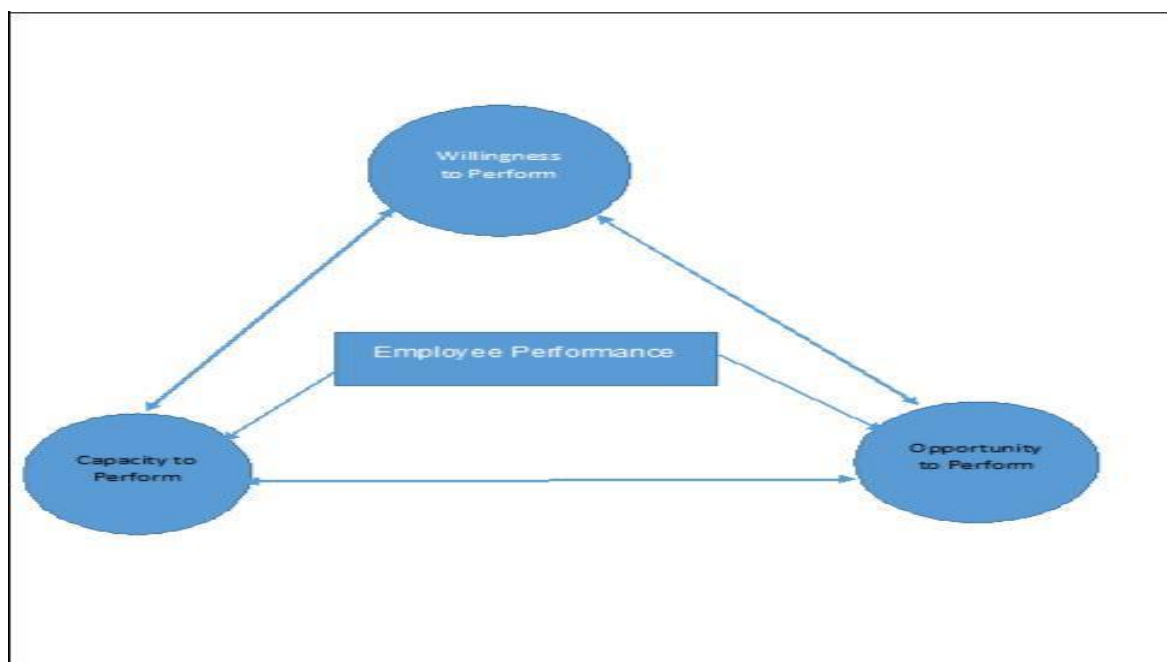 Willingness
to Perform
Employee Performance
Capacity to
Perform
Opportunity
to Perform